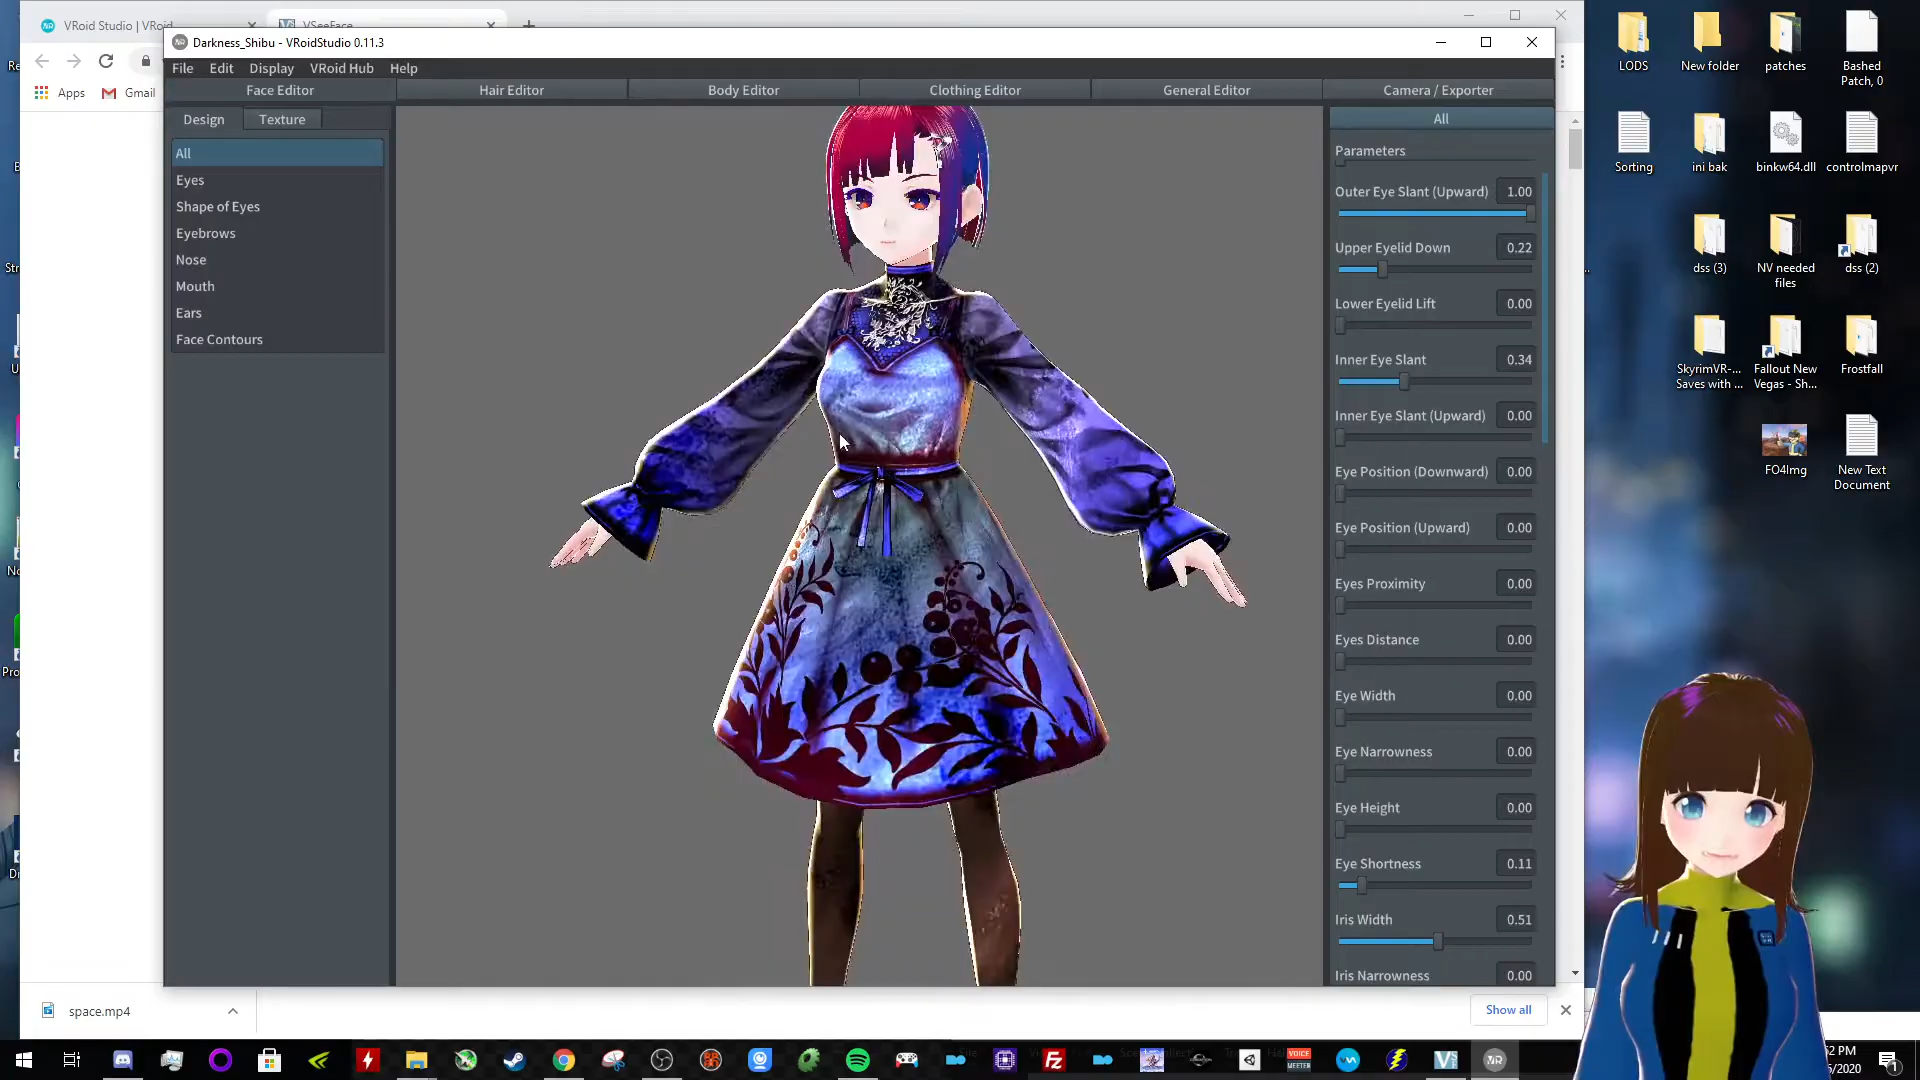 VRoid Studio | VRoid
VSeeFace
Darkness_Shibu - VRoidStudio 0.11.3
File Edit Display VRoid Hub Help
Apps Gmail
Face Editor Hair Editor Body Editor Clothing Editor General Editor Camera / Exporter
Design Texture
All
Eyes
Shape of Eyes
Eyebrows
Nose
Mouth
Ears
Face Contours
All
Parameters
Outer Eye Slant (Upward) 1.00
Upper Eyelid Down 0.22
Lower Eyelid Lift 0.00
Inner Eye Slant 0.34
Inner Eye Slant (Upward) 0.00
Eye Position (Downward) 0.00
Eye Position (Upward) 0.00
Eyes Proximity 0.00
Eyes Distance 0.00
Eye Width 0.00
Eye Narrowness 0.00
Eye Height 0.00
Eye Shortness 0.11
Iris Width 0.51
Iris Narrowness 0.00
LODS
New folder
patches
Bashed
Patch, 0
Sorting
ini bak
binkw64.dll
controlmapvr
dss (3)
NV needed
files
dss (2)
SkyrimVR-...
Saves with ...
Fallout New
Vegas - Sh...
Frostfall
FO4Img
New Text
Document
space.mp4
Show all
VOICE
MEETER
2 PM
/2020